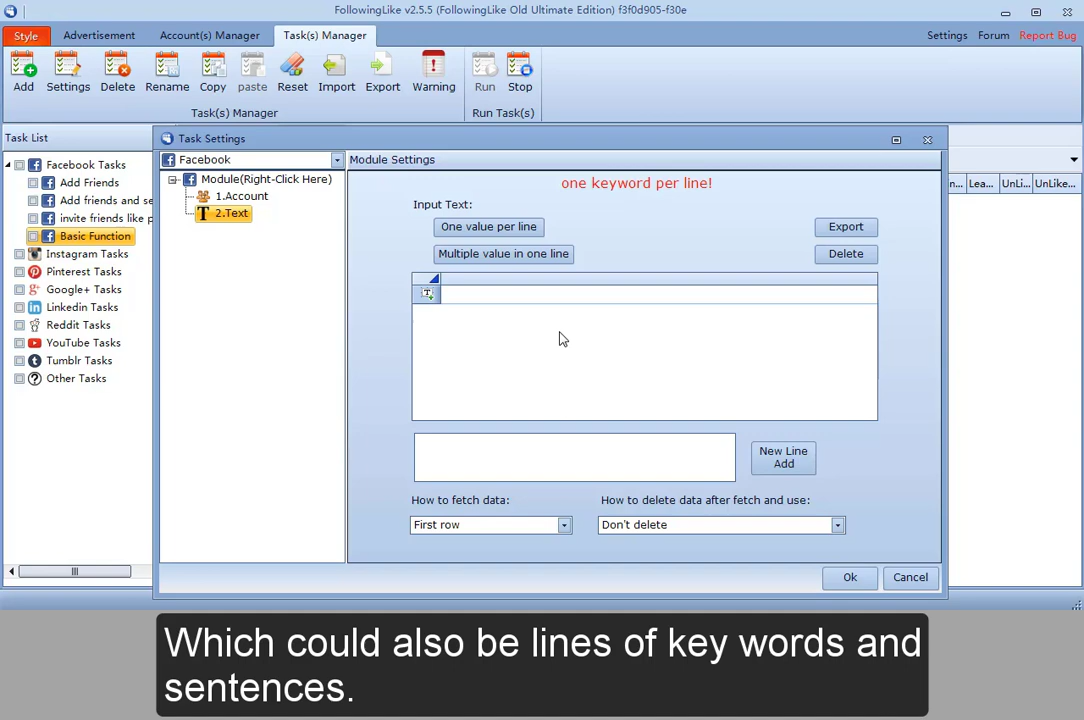 FollowingLike v2.5.5 (FollowingLike Old Ultimate Edition) f3f0d905-f30e
Style
Advertisement
Account(s) Manager
Task(s) Manager
Settings
Forum
Report Bug
Add
Settings
Delete
Rename
Copy
paste
Reset
Import
Export
Warning
Run
Stop
Task(s) Manager
Run Task(s)
Task List
Facebook Tasks
Add Friends
Add friends and se
invite friends like p
Basic Function
Instagram Tasks
Pinterest Tasks
Google+ Tasks
Linkedin Tasks
Reddit Tasks
YouTube Tasks
Tumblr Tasks
Other Tasks
Task Settings
Facebook
Module(Right-Click Here)
1.Account
2.Text
Module Settings
one keyword per line!
Input Text:
One value per line
Export
Multiple value in one line
Delete
New Line
Add
How to fetch data:
How to delete data after fetch and use:
First row
Don't delete
Ok
Cancel
n...
Lea...
UnLi...
UnLike...
Which could also be lines of key words and
sentences.